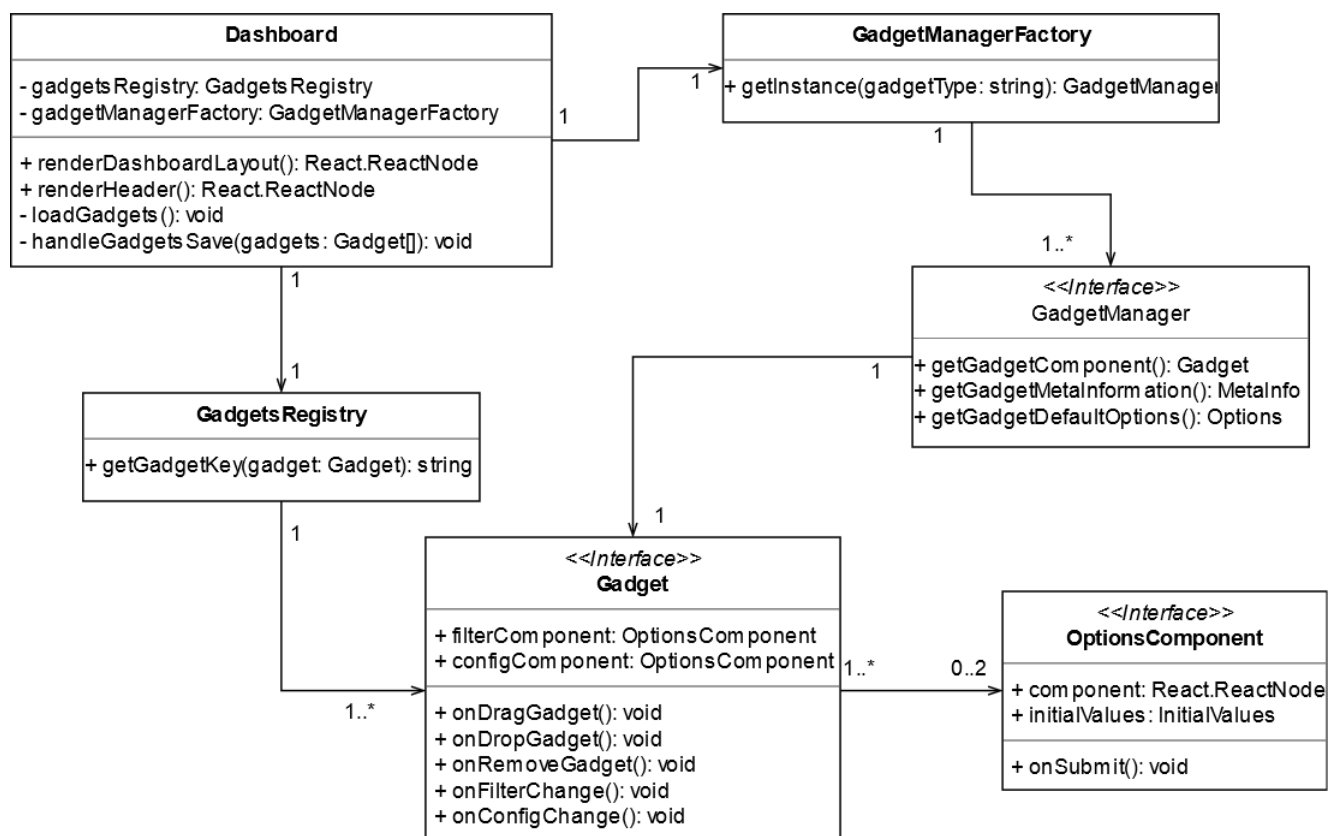 Dashboard
- gadgetsRegistry: GadgetsRegistry
- gadgetManagerFactory: GadgetManagerFactory
+ renderDashboardLayout(): React.ReactNode
+ renderHeader(): React.ReactNode
- loadGadgets(): void
- handleGadgetsSave(gadgets: Gadget[]): void
1
1
GadgetManagerFactory
+ getInstance(gadgetType: string): GadgetManager
1
1..*
<<Interface>>
GadgetManager
+ getGadgetComponent(): Gadget
+ getGadgetMetaInformation(): MetaInfo
+ getGadgetDefaultOptions(): Options
1
1
1
1
GadgetsRegistry
+ getGadgetKey(gadget: Gadget): string
1
1..*
<<Interface>>
Gadget
+ filterComponent: OptionsComponent
+ configComponent: OptionsComponent
+ onDragGadget(): void
+ onDropGadget(): void
+ onRemoveGadget(): void
+ onFilterChange(): void
+ onConfigChange(): void
1..*
0..2
<<Interface>>
OptionsComponent
+ component: React.ReactNode
+ initialValues: InitialValues
+ onSubmit(): void